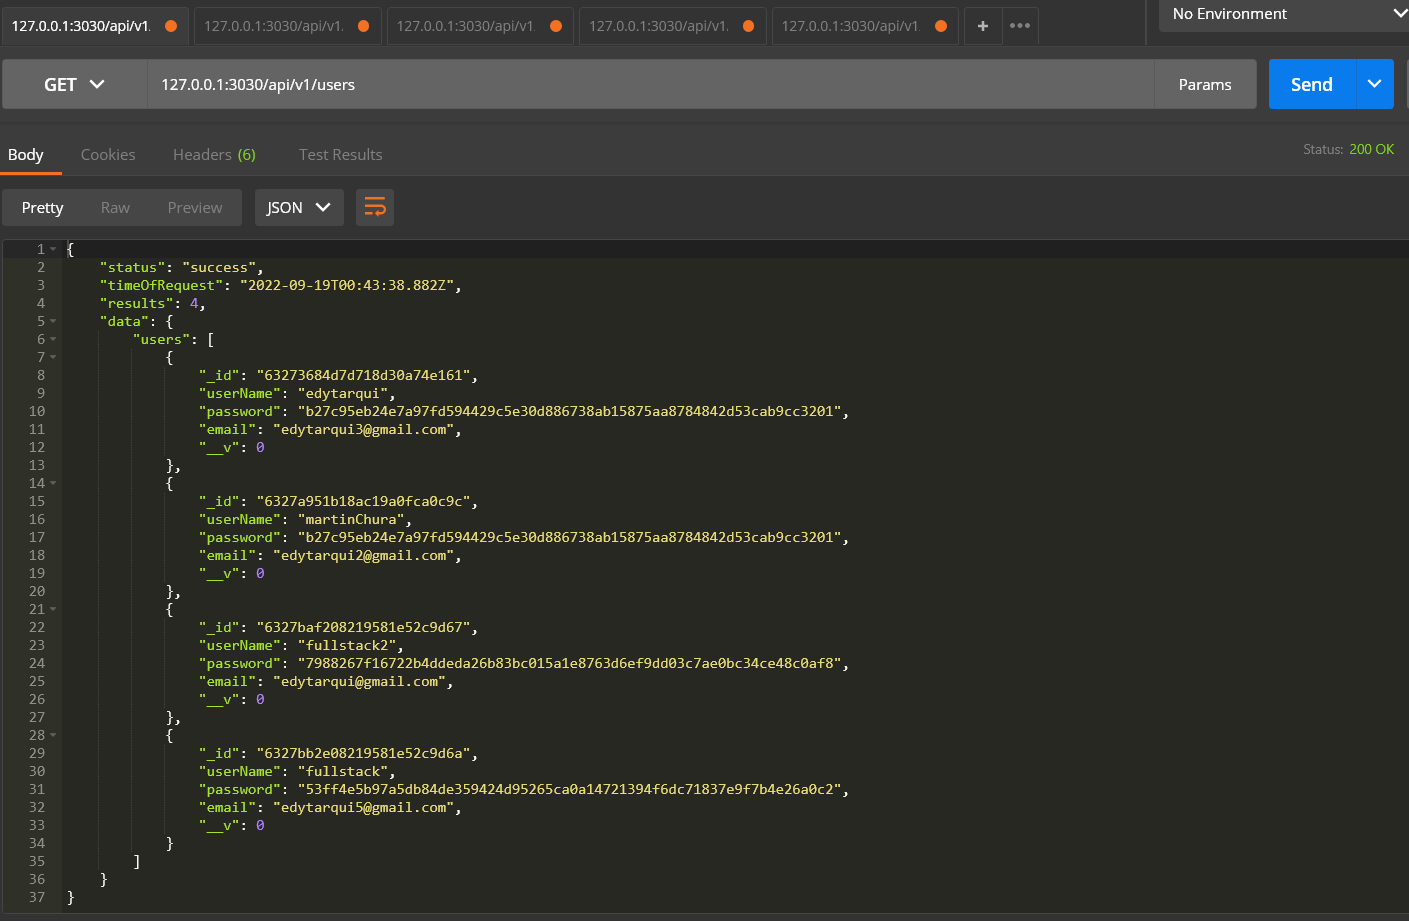 127.0.0.1:3030/api/v1. 127.0.0.1:3030/api/v1. 127.0.0.1:3030/api/v1 127.0.0.1:3030/api/v1. 127.0.0.1:3030/api/v1 + ••• No Environment
GET 127.0.0.1:3030/api/v1/users Params Send
Body Cookies Headers (6) Test Results Status: 200 OK
Pretty Raw Preview JSON
1 {
2 "status": "success",
3 "timeOfRequest": "2022-09-19T00:43:38.882Z",
4 "results": 4,
5 "data": {
6 "users": [
7 {
8 "_id": "63273684d7d718d30a74e161",
9 "userName": "edytarqui",
10 "password": "b27c95eb24e7a97fd594429c5e30d886738ab15875aa8784842d53cab9cc3201",
11 "email": "edytarqui3@gmail.com",
12 "__v": 0
13 },
14 {
15 "_id": "6327a951b18ac19a0fca0c9c",
16 "userName": "martinChura",
17 "password": "b27c95eb24e7a97fd594429c5e30d886738ab15875aa8784842d53cab9cc3201",
18 "email": "edytarqui2@gmail.com",
19 "__v": 0
20 },
21 {
22 "_id": "6327baf208219581e52c9d67",
23 "userName": "fullstack2",
24 "password": "7988267f16722b4ddeda26b83bc015a1e8763d6ef9dd03c7ae0bc34ce48c0af8",
25 "email": "edytarqui@gmail.com",
26 "__v": 0
27 },
28 {
29 "_id": "6327bb2e08219581e52c9d6a",
30 "userName": "fullstack",
31 "password": "53ff4e5b97a5db84de359424d95265ca0a14721394f6dc71837e9f7b4e26a0c2",
32 "email": "edytarqui5@gmail.com",
33 "__v": 0
34 }
35 ]
36 }
37 }